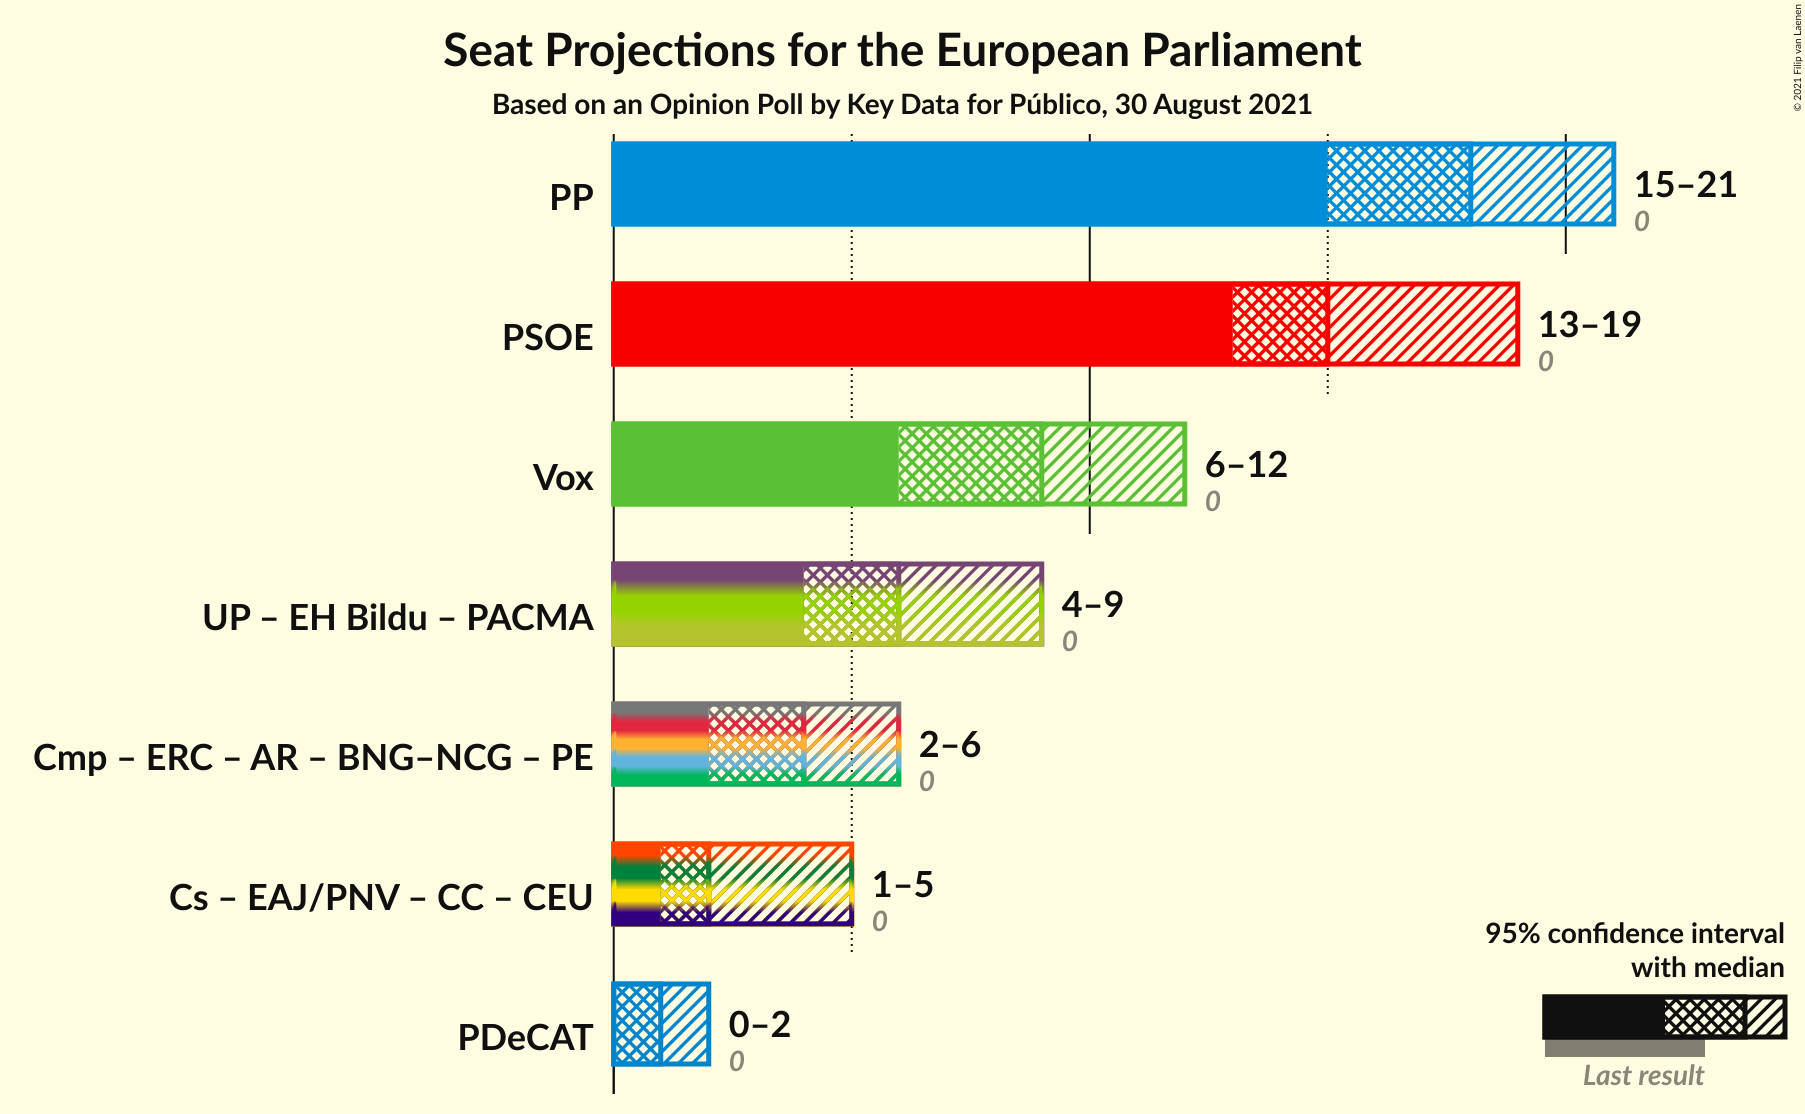 Seat Projections for the European Parliament
Based on an Opinion Poll by Key Data for Público, 30 August 2021
© 2021 Filip van Laenen
PP
15–21
0
PSOE
13–19
0
Vox
6–12
0
UP – EH Bildu – PACMA
4–9
0
Cmp – ERC – AR – BNG–NCG – PE
2–6
0
Cs – EAJ/PNV – CC – CEU
1–5
0
PDeCAT
0–2
0
95% confidence interval
with median
Last result